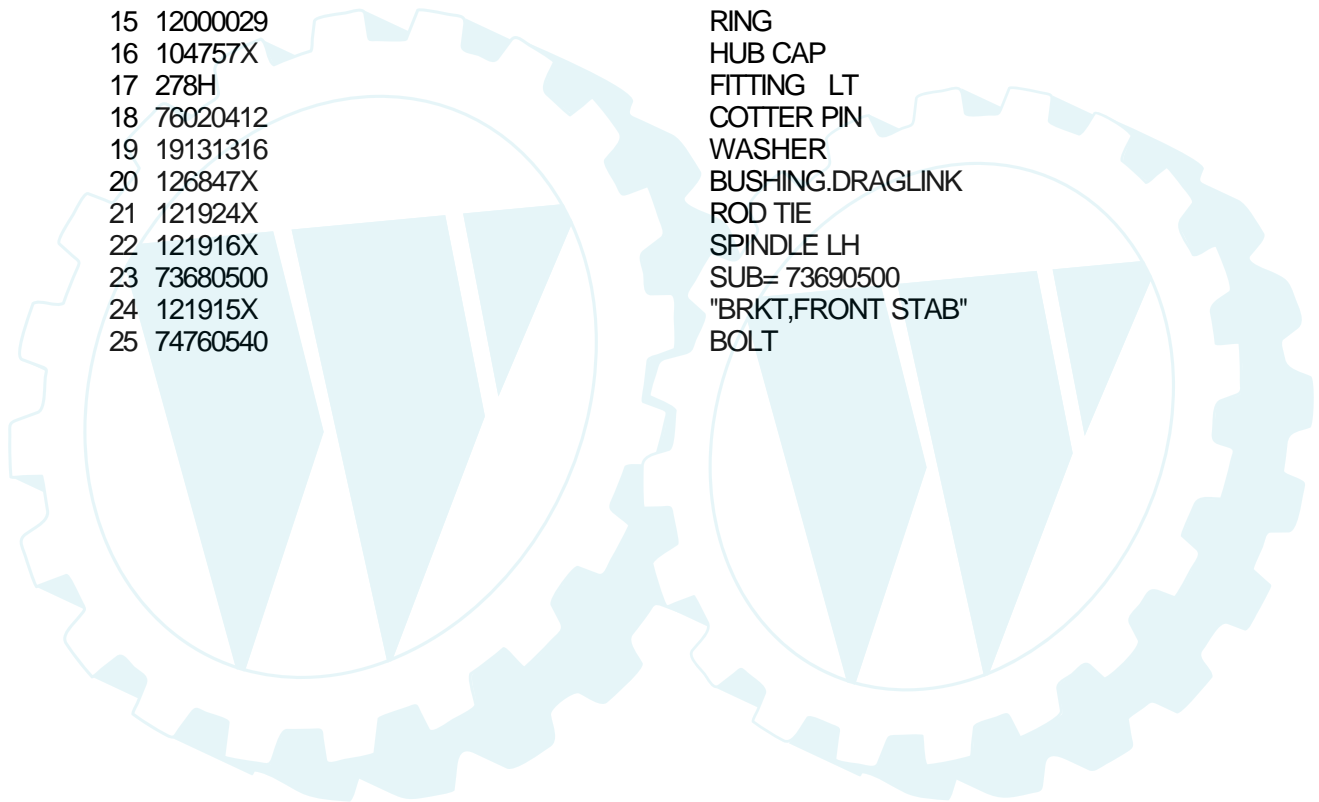 15 12000029 RING
16 104757X HUB CAP
17 278H FITTING LT
18 76020412 COTTER PIN
19 19131316 WASHER
20 126847X BUSHING.DRAGLINK
21 121924X ROD TIE
22 121916X SPINDLE LH
23 73680500 SUB= 73690500
24 121915X "BRKT,FRONT STAB"
25 74760540 BOLT